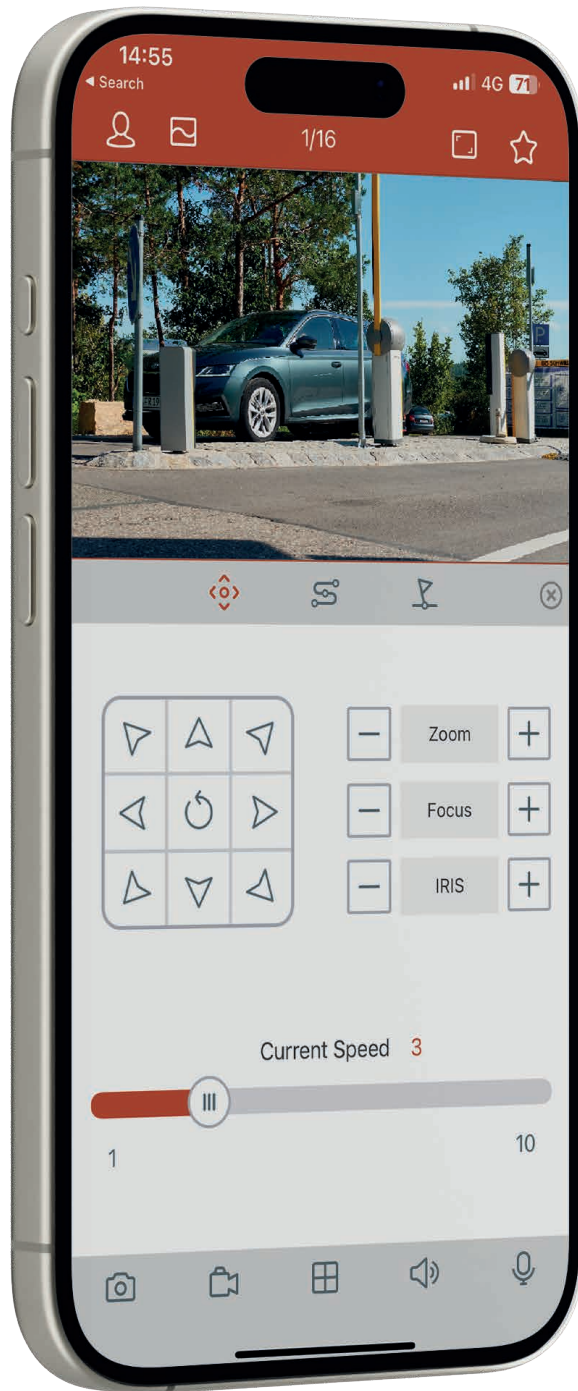 14:55
◀ Search
4G 71
1/16
P
− Zoom +
− Focus +
− IRIS +
Current Speed 3
1
10